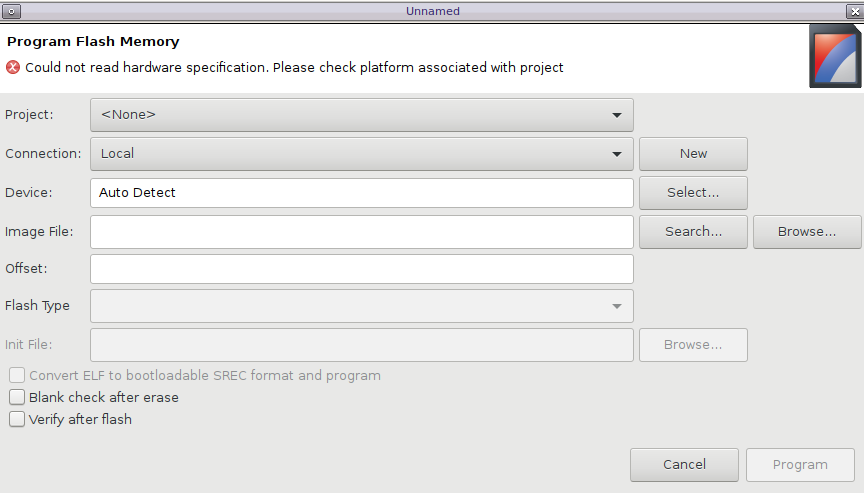 Unnamed
Program Flash Memory
Could not read hardware specification. Please check platform associated with project
Project: <None>
Connection: Local New
Device: Auto Detect Select...
Image File: Search... Browse...
Offset:
Flash Type
Init File: Browse...
Convert ELF to bootloadable SREC format and program
Blank check after erase
Verify after flash
Cancel Program